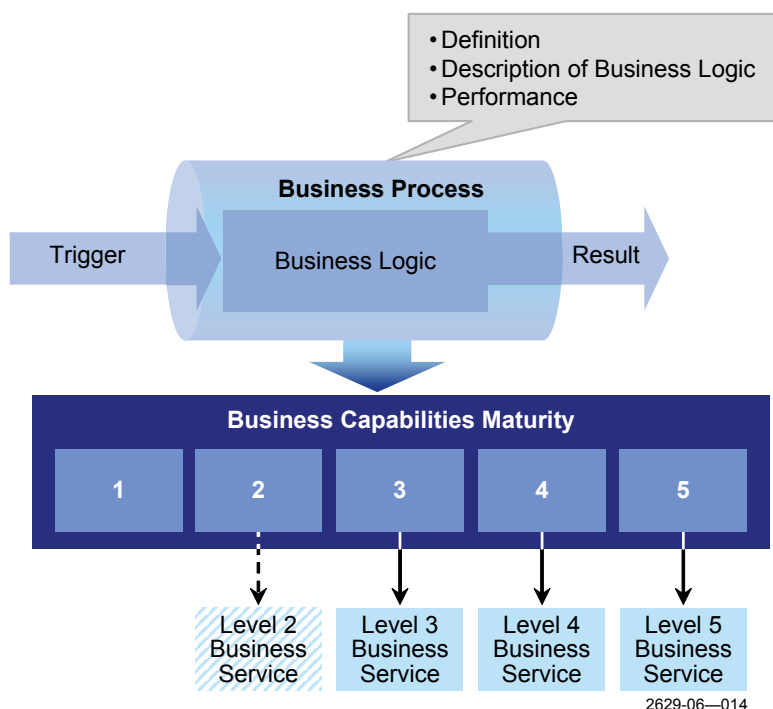 • Definition
• Description of Business Logic
• Performance
Business Process
Trigger
Business Logic
Result
Business Capabilities Maturity
1
2
3
4
5
Level 2
Business
Service
Level 3
Business
Service
Level 4
Business
Service
Level 5
Business
Service
2629-06—014